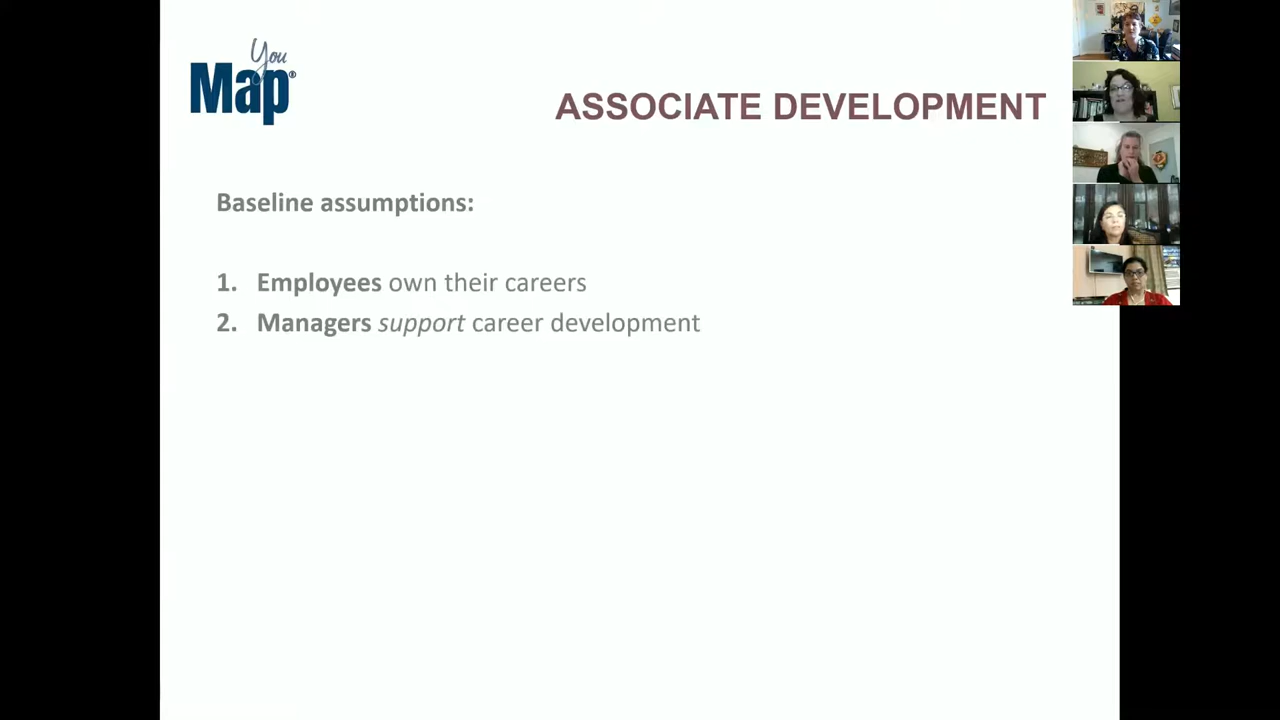 You
Map®
ASSOCIATE DEVELOPMENT
Baseline assumptions:
1. Employees own their careers
2. Managers support career development